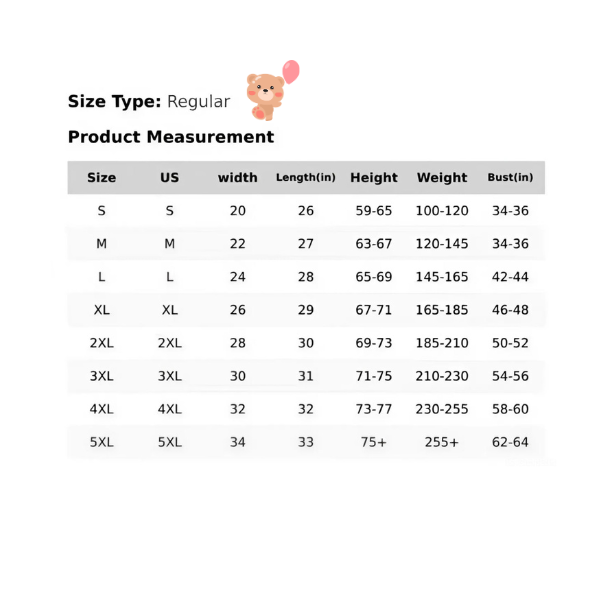 Size Type: Regular
Product Measurement
Size US width Length(in) Height Weight Bust(in)
S S 20 26 59-65 100-120 34-36
M M 22 27 63-67 120-145 34-36
L L 24 28 65-69 145-165 42-44
XL XL 26 29 67-71 165-185 46-48
2XL 2XL 28 30 69-73 185-210 50-52
3XL 3XL 30 31 71-75 210-230 54-56
4XL 4XL 32 32 73-77 230-255 58-60
5XL 5XL 34 33 75+ 255+ 62-64